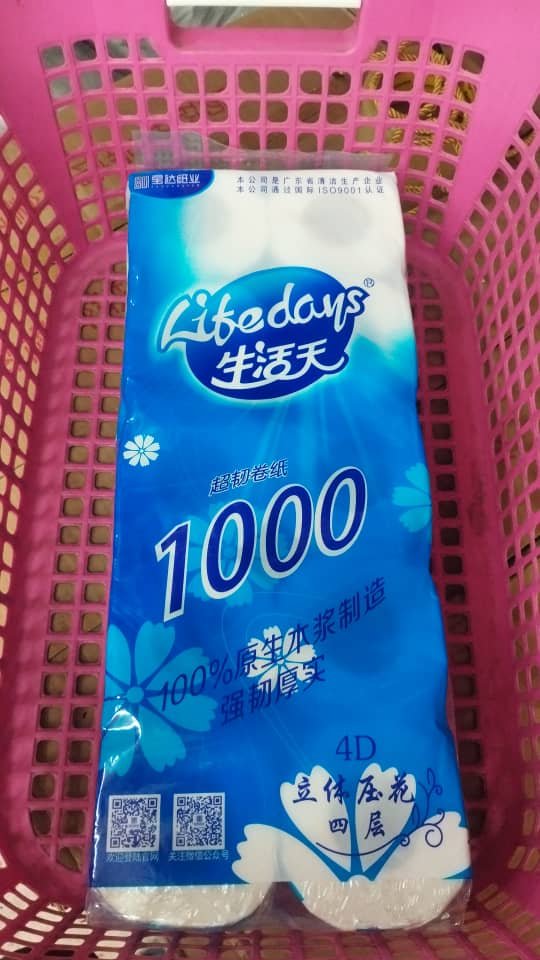 宝达纸业
本公司是广东省清洁生产企业
本公司通过国际ISO9001认证
Lifedays®
生活天
超韧卷纸
1000
100%原生木浆制造
强韧厚实
4D
立体压花
四层
欢迎登陆官网 关注微信公众号